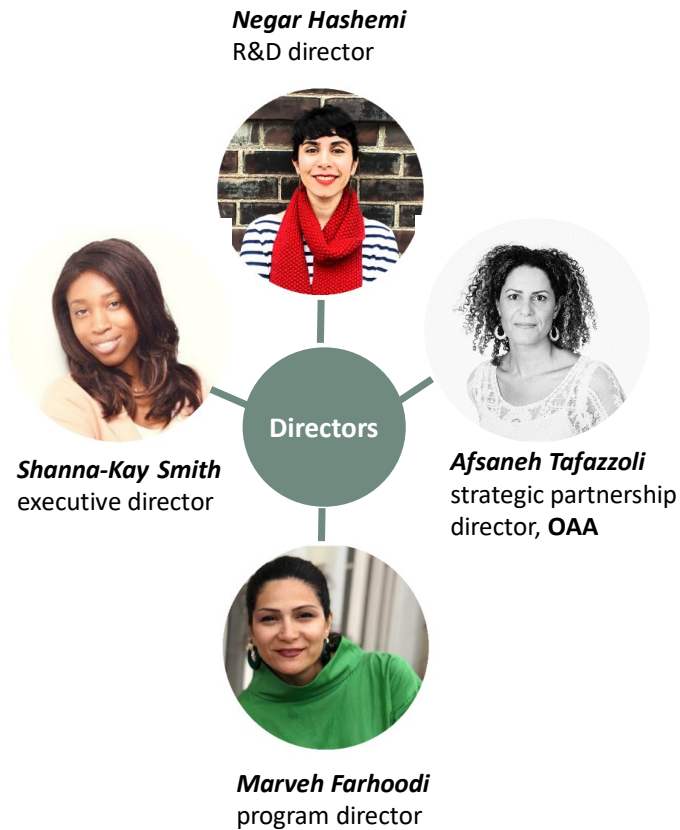 Negar Hashemi
R&D director
Directors
Shanna-Kay Smith
executive director
Afsaneh Tafazzoli
strategic partnership
director, OAA
Marveh Farhoodi
program director